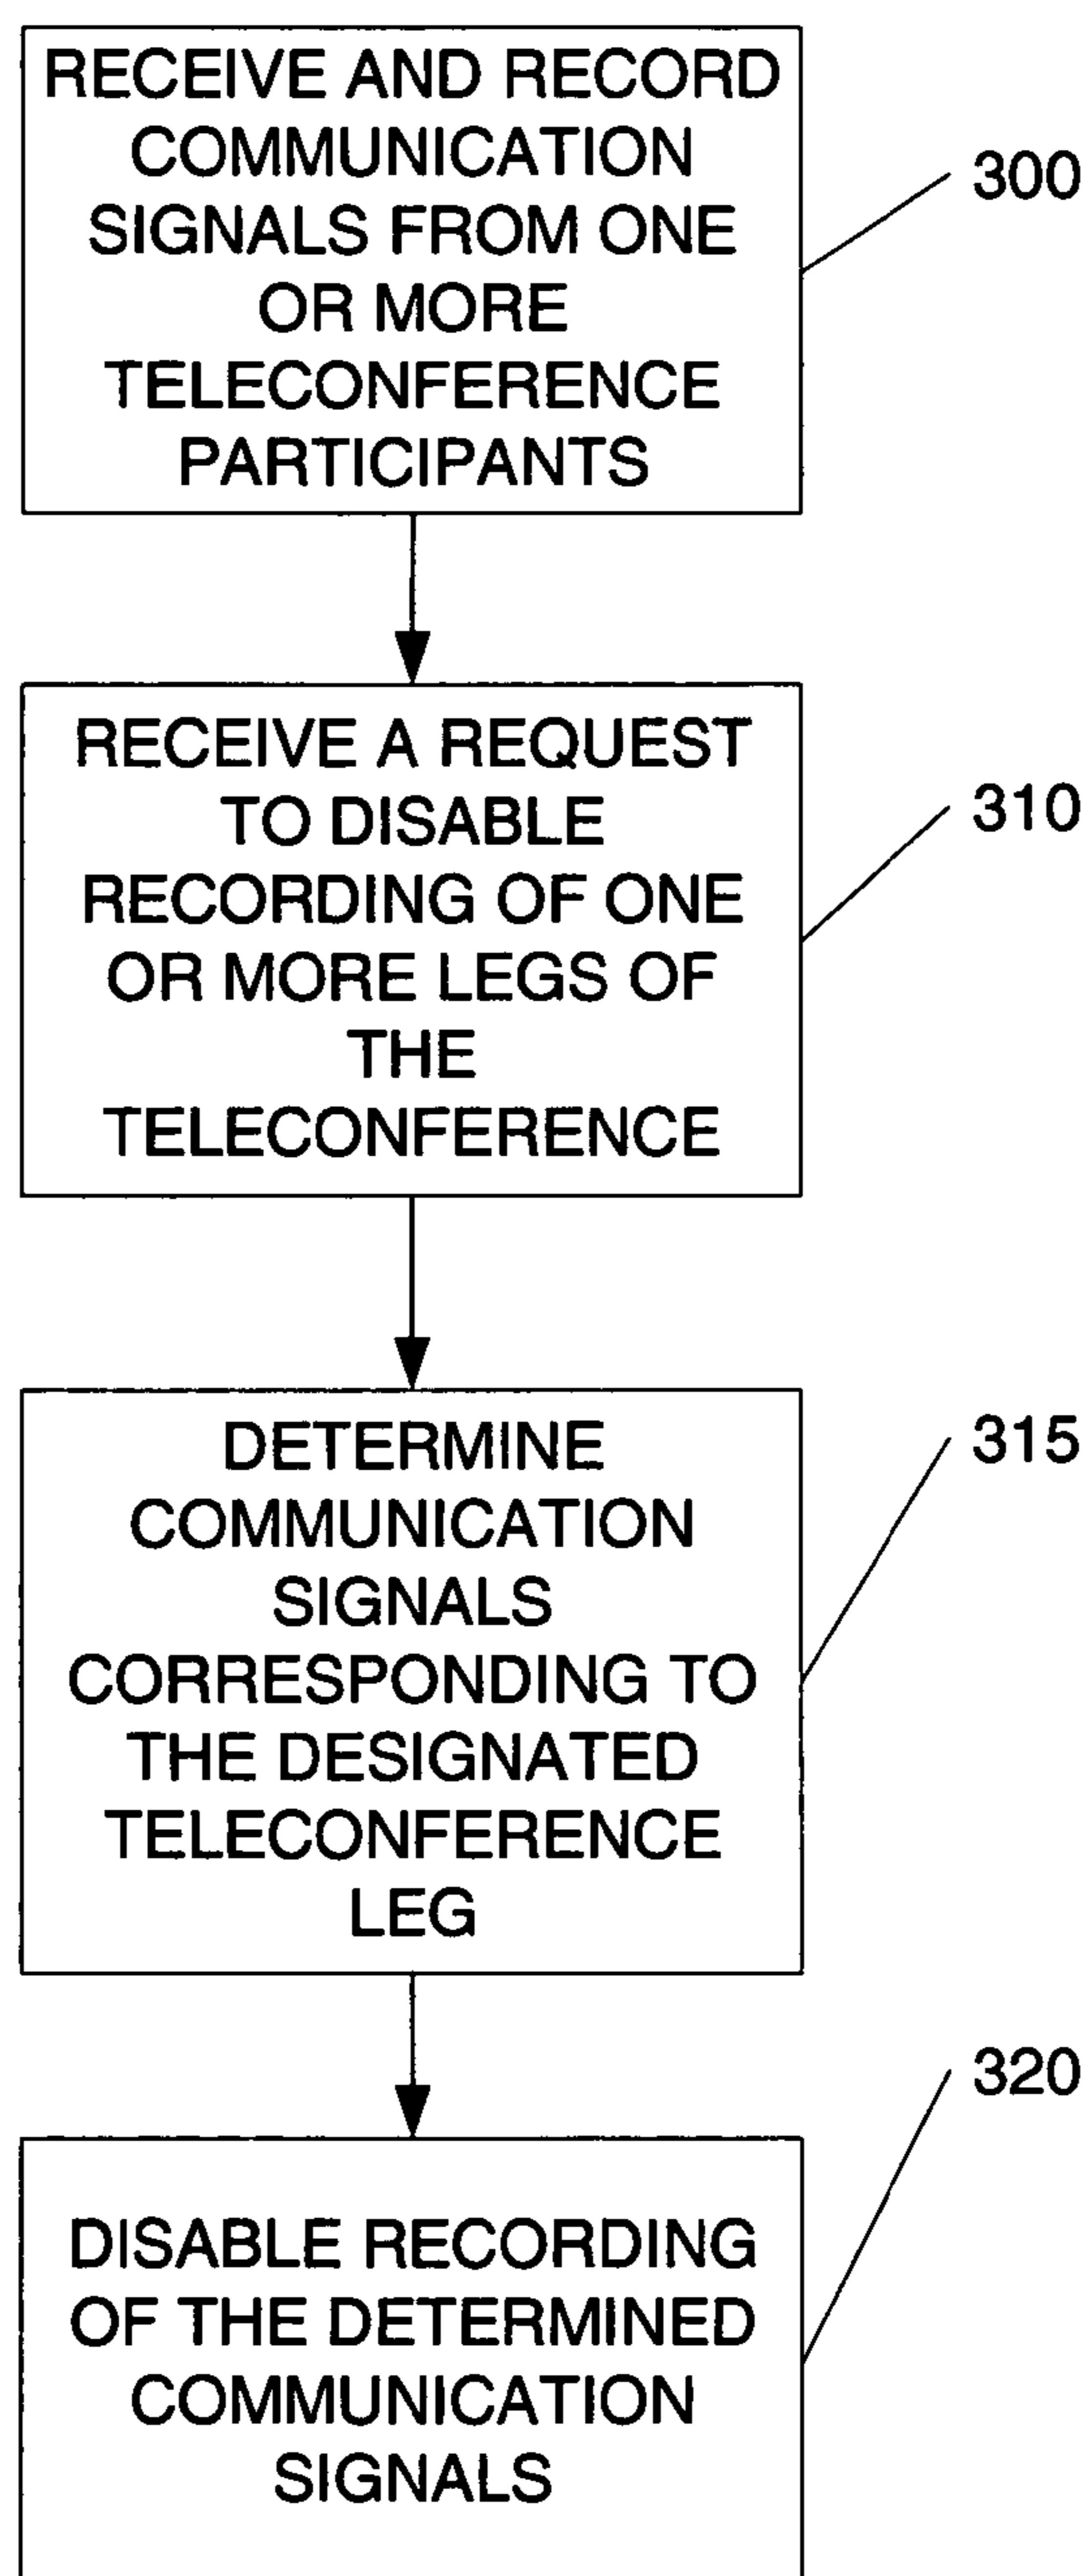 RECEIVE AND RECORD
COMMUNICATION
SIGNALS FROM ONE
OR MORE
TELECONFERENCE
PARTICIPANTS
300
RECEIVE A REQUEST
TO DISABLE
RECORDING OF ONE
OR MORE LEGS OF
THE
TELECONFERENCE
310
DETERMINE
COMMUNICATION
SIGNALS
CORRESPONDING TO
THE DESIGNATED
TELECONFERENCE
LEG
315
DISABLE RECORDING
OF THE DETERMINED
COMMUNICATION
SIGNALS
320